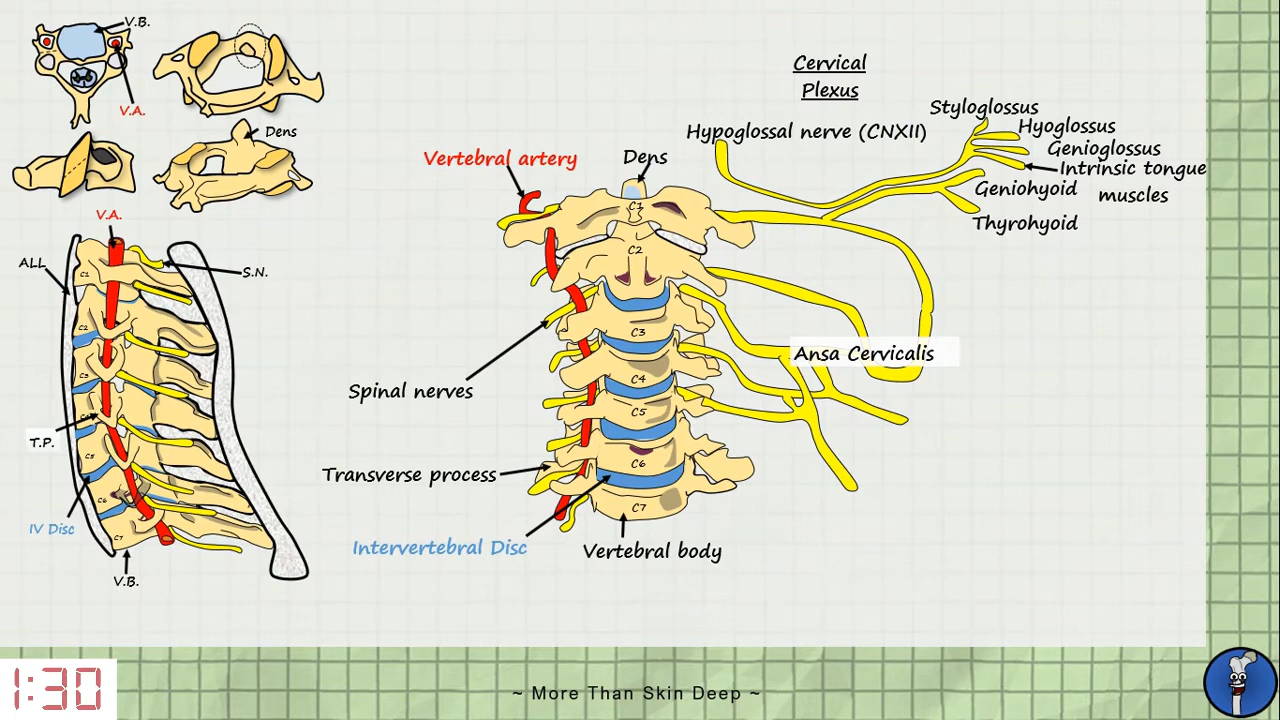 V.B.
V.A.
Dens
V.A.
ALL
S.N.
C1
C2
C3
C4
T.P.
C5
C6
IV Disc
C7
V.B.
Cervical
Plexus
Styloglossus
Hypoglossal nerve (CNXII)
Hyoglossus
Genioglossus
Intrinsic tongue
muscles
Geniohyoid
Thyrohyoid
Vertebral artery
Dens
C1
C2
C3
Ansa Cervicalis
C4
Spinal nerves
C5
C6
Transverse process
C7
Intervertebral Disc
Vertebral body
1:30
~ More Than Skin Deep ~